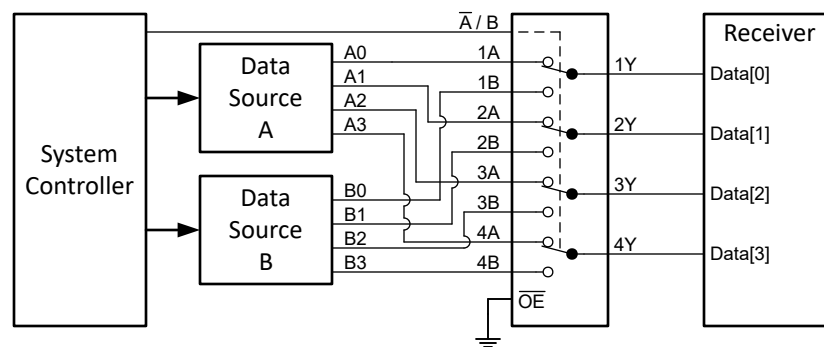 System
Controller
Data
Source
A
A0
A1
A2
A3
Data
Source
B
B0
B1
B2
B3
A̅ / B
1A
1B
2A
2B
3A
3B
4A
4B
O̅E̅
1Y
2Y
3Y
4Y
Receiver
Data[0]
Data[1]
Data[2]
Data[3]